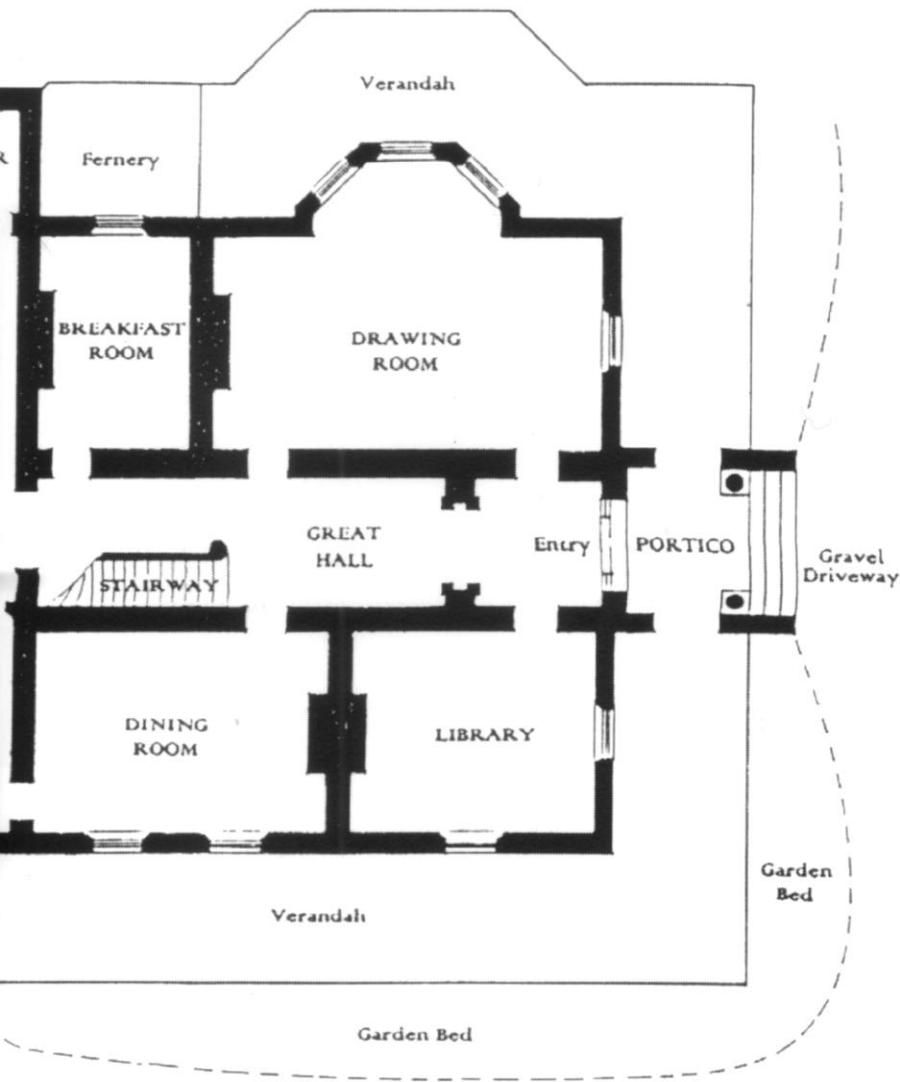 Verandah
Fernery
R
BREAKFAST
ROOM
DRAWING
ROOM
GREAT
HALL
Entry
PORTICO
Gravel
Driveway
STAIRWAY
DINING
ROOM
LIBRARY
Garden
Bed
Verandah
Garden Bed